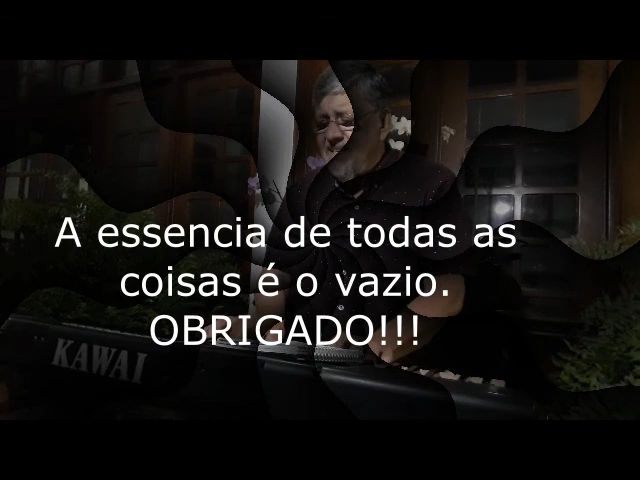 A essencia de todas as
coisas é o vazio.
OBRIGADO!!!
KAWAI